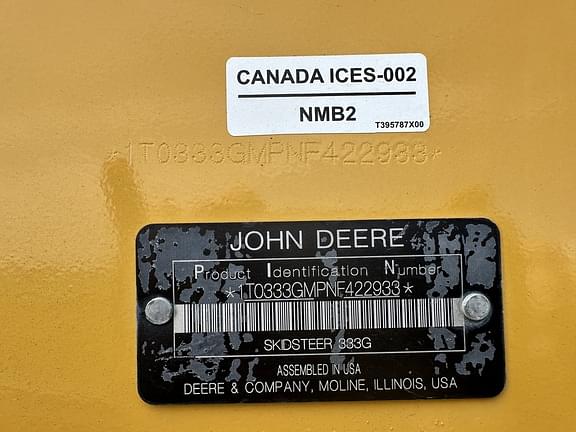 CANADA ICES-002
NMB2
T395787X00
*1T0333GMPNF422933*
JOHN DEERE
Product Identification Number
*1T0333GMPNF422933*
SKIDSTEER 333G
ASSEMBLED IN USA
DEERE & COMPANY, MOLINE, ILLINOIS, USA